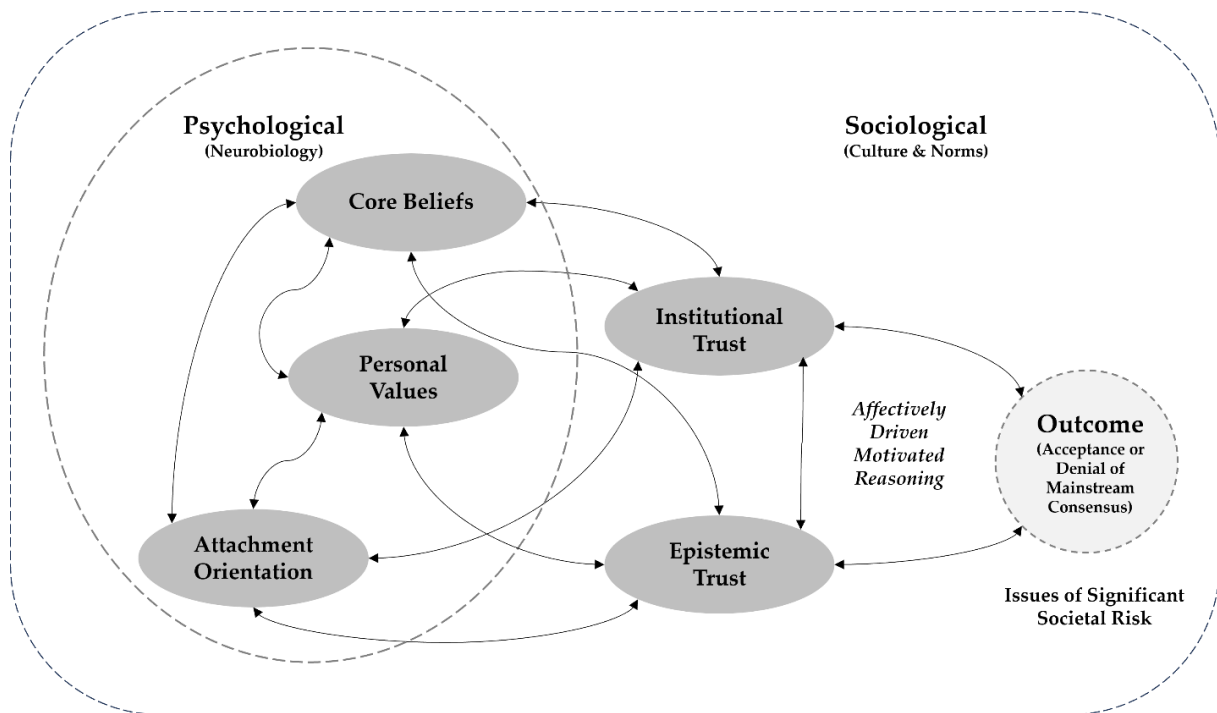 Psychological
(Neurobiology)
Sociological
(Culture & Norms)
Core Beliefs
Institutional
Trust
Personal
Values
Affectively
Driven
Motivated
Reasoning
Outcome
(Acceptance or
Denial of
Mainstream
Consensus)
Attachment
Orientation
Epistemic
Trust
Issues of Significant
Societal Risk